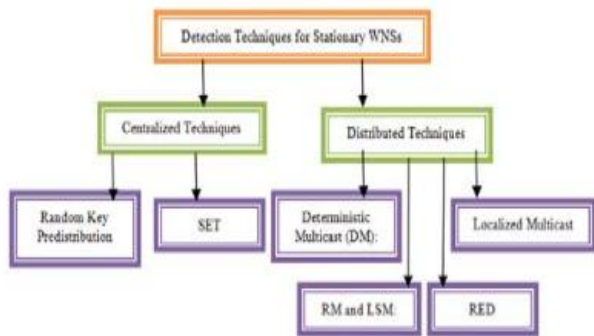 Detection Techniques for Stationary WNSs
Centralized Techniques
Distributed Techniques
Random Key
Predistribution
SET
Deterministic
Multicast (DM):
Localized Multicast
RM and LSM:
RED